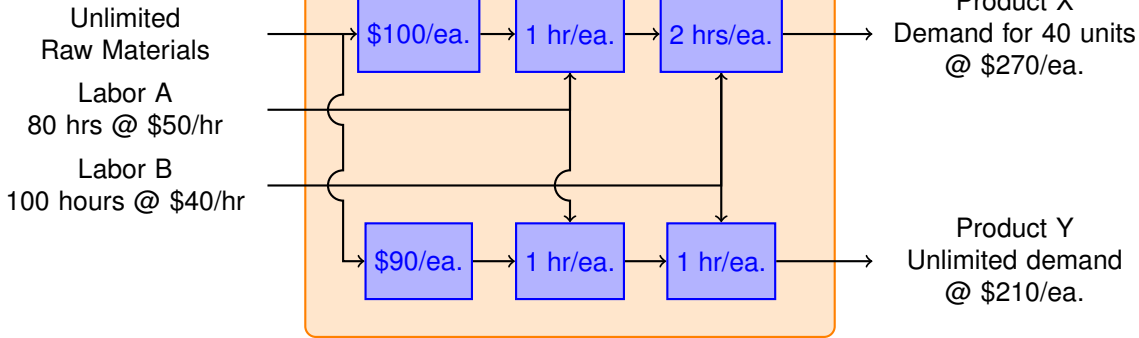 Product X
Unlimited
Raw Materials
$100/ea.
1 hr/ea.
2 hrs/ea.
Demand for 40 units
@ $270/ea.
Labor A
80 hrs @ $50/hr
Labor B
100 hours @ $40/hr
$90/ea.
1 hr/ea.
1 hr/ea.
Product Y
Unlimited demand
@ $210/ea.